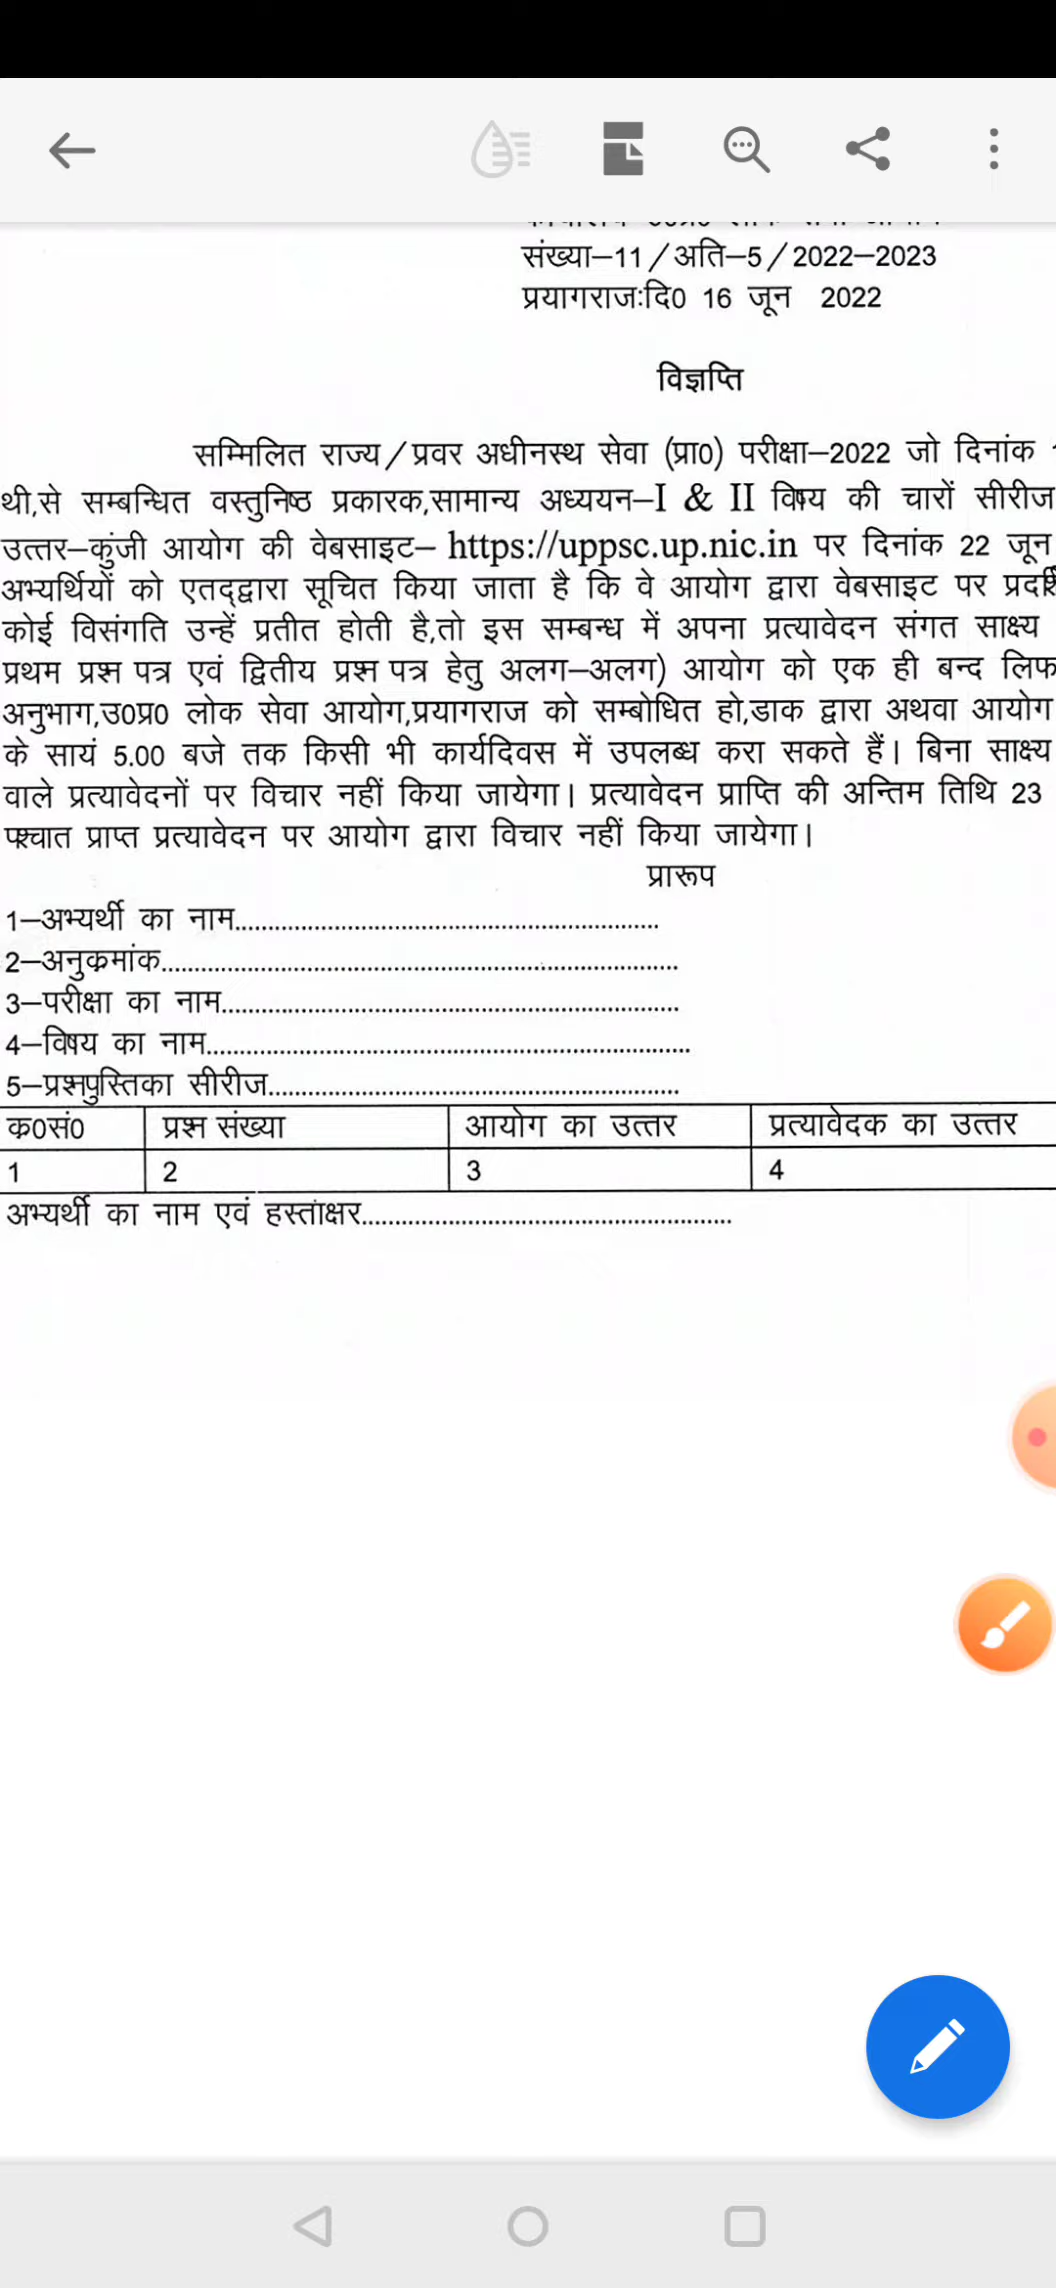 संख्या–11/अति–5/2022–2023
प्रयागराज:दि0 16 जून 2022
विज्ञप्ति
सम्मिलित राज्य/प्रवर अधीनस्थ सेवा (प्रा0) परीक्षा–2022 जो दिनांक
थी,से सम्बन्धित वस्तुनिष्ठ प्रकारक,सामान्य अध्ययन–I & II विषय की चारों सीरीज
उत्तर–कुंजी आयोग की वेबसाइट– https://uppsc.up.nic.in पर दिनांक 22 जून
अभ्यर्थियों को एतद्द्वारा सूचित किया जाता है कि वे आयोग द्वारा वेबसाइट पर
कोई विसंगति उन्हें प्रतीत होती है,तो इस सम्बन्ध में अपना प्रत्यावेदन संगत साक्ष्य
प्रथम प्रश्न पत्र एवं द्वितीय प्रश्न पत्र हेतु अलग–अलग) आयोग को एक ही बन्द
अनुभाग,उ0प्र0 लोक सेवा आयोग,प्रयागराज को सम्बोधित हो,डाक द्वारा अथवा आयोग
के सायं 5.00 बजे तक किसी भी कार्यदिवस में उपलब्ध करा सकते हैं। बिना साक्ष्य
वाले प्रत्यावेदनों पर विचार नहीं किया जायेगा। प्रत्यावेदन प्राप्ति की अन्तिम तिथि 23
पश्चात प्राप्त प्रत्यावेदन पर आयोग द्वारा विचार नहीं किया जायेगा।
प्रारूप
1–अभ्यर्थी का नाम................................................................
2–अनुक्रमांक................................................................
3–परीक्षा का नाम................................................................
4–विषय का नाम................................................................
5–प्रश्नपुस्तिका सीरीज................................................................
क्र0सं0 प्रश्न संख्या आयोग का उत्तर प्रत्यावेदक का उत्तर
1 2 3 4
अभ्यर्थी का नाम एवं हस्तांक्षर................................................................